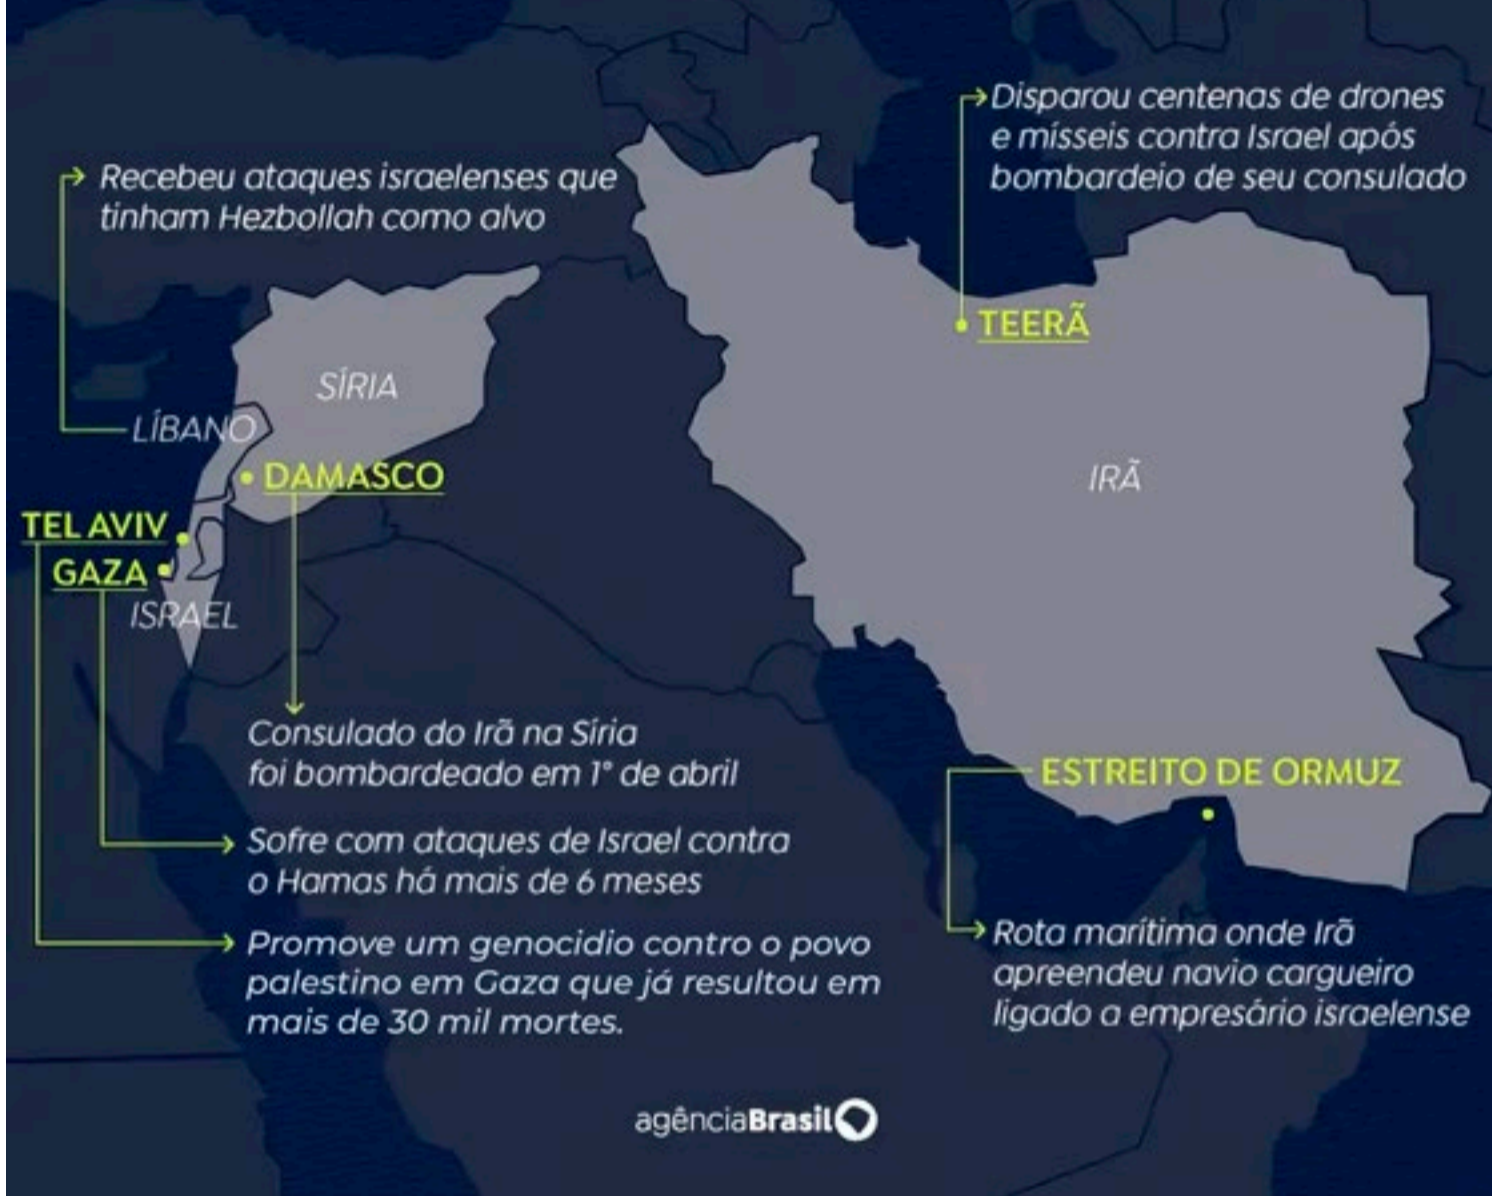 Disparou centenas de drones
e mísseis contra Israel após
bombardeio de seu consulado
Recebeu ataques israelenses que
tinham Hezbollah como alvo
TEERÃ
SÍRIA
LÍBANO
IRÃ
DAMASCO
TEL AVIV
GAZA
ISRAEL
Consulado do Irã na Síria
foi bombardeado em 1° de abril
ESTREITO DE ORMUZ
Sofre com ataques de Israel contra
o Hamas há mais de 6 meses
Promove um genocidio contra o povo
palestino em Gaza que já resultou em
mais de 30 mil mortes.
Rota marítima onde Irã
apreendeu navio cargueiro
ligado a empresário israelense
agênciaBrasil